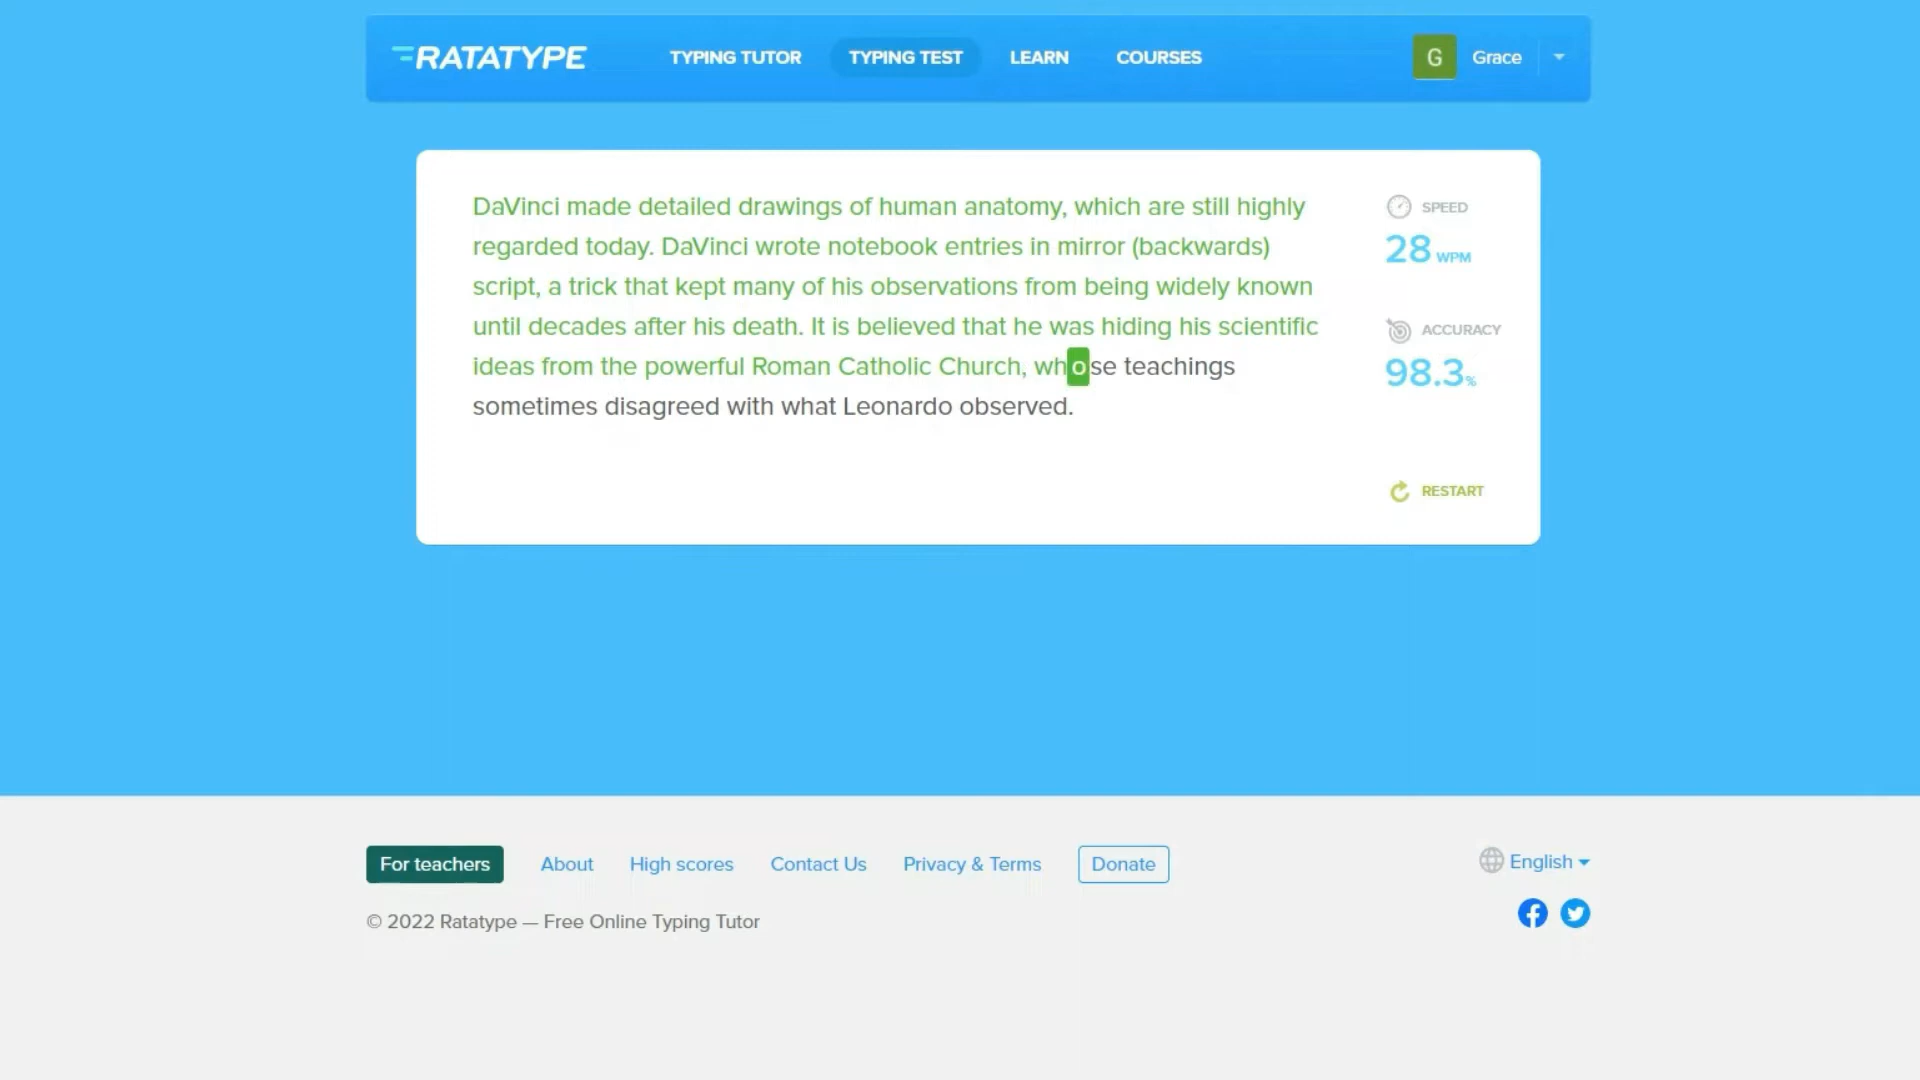 RATATYPE
TYPING TUTOR
TYPING TEST
LEARN
COURSES
G
Grace
DaVinci made detailed drawings of human anatomy, which are still highly
regarded today. DaVinci wrote notebook entries in mirror (backwards)
script, a trick that kept many of his observations from being widely known
until decades after his death. It is believed that he was hiding his scientific
ideas from the powerful Roman Catholic Church, whose teachings
sometimes disagreed with what Leonardo observed.
SPEED
28 WPM
ACCURACY
98.3%
RESTART
For teachers
About
High scores
Contact Us
Privacy & Terms
Donate
English
© 2022 Ratatype — Free Online Typing Tutor